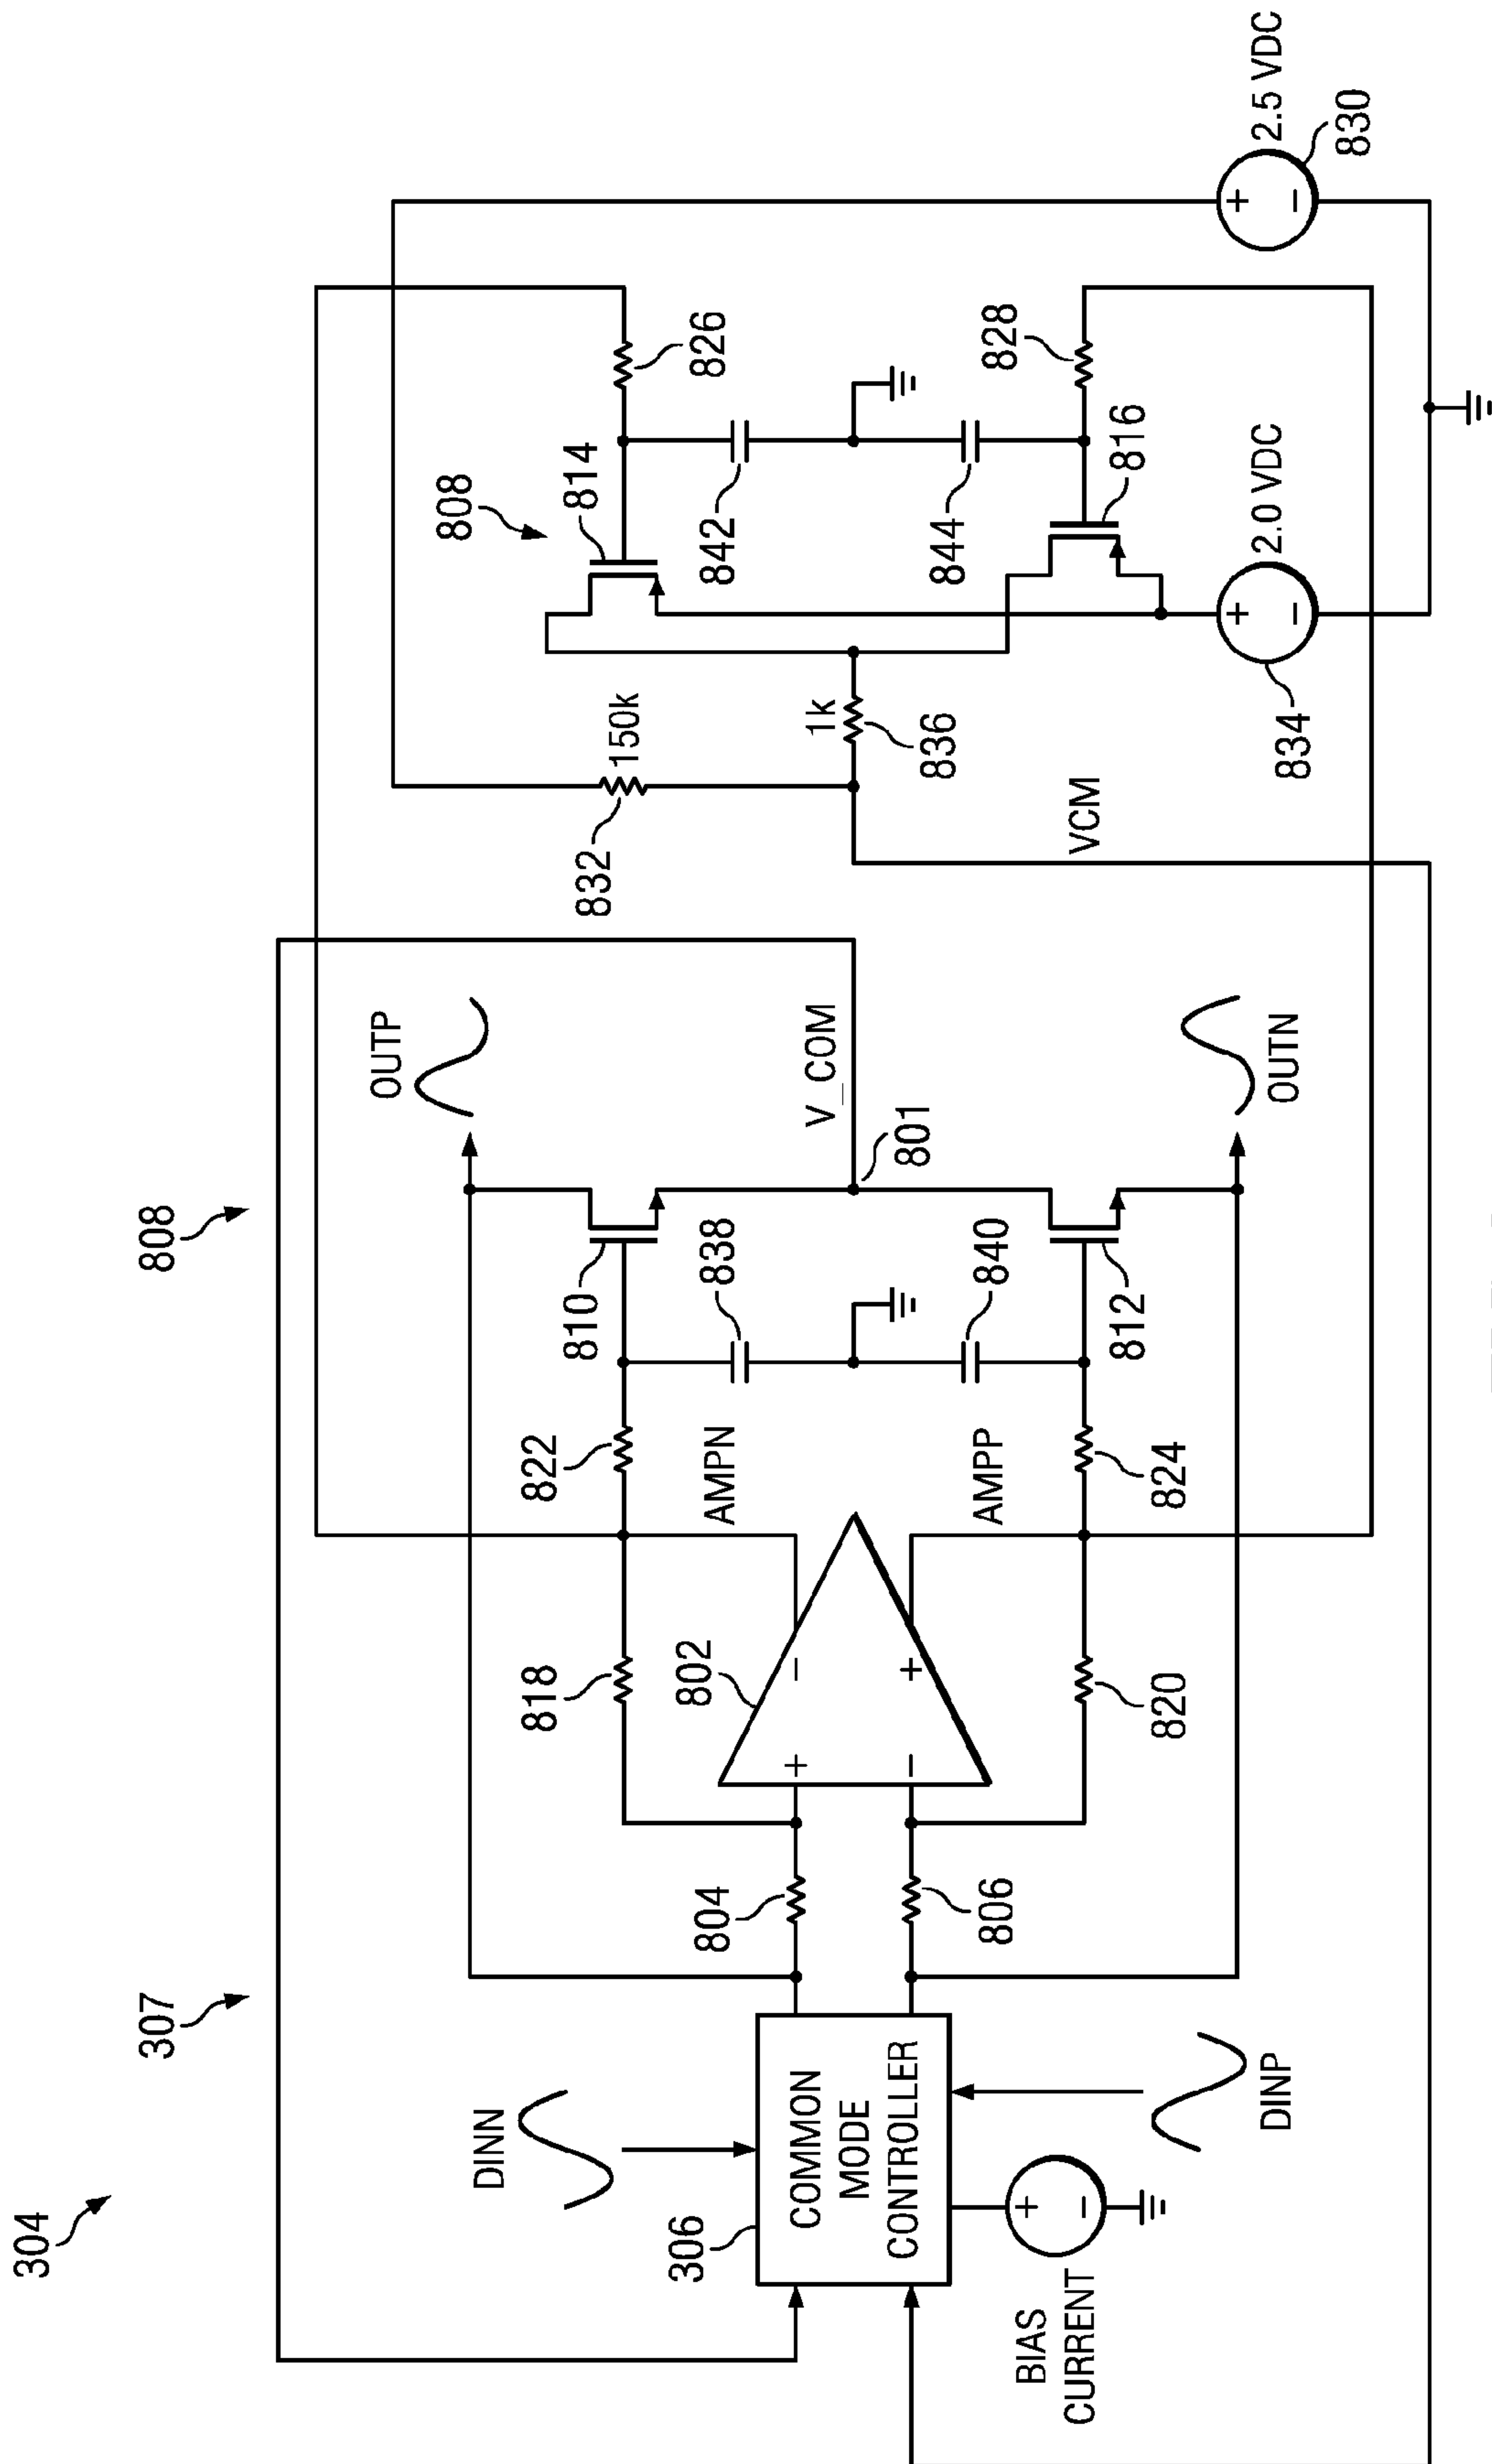 304
307
808
DINN
306
COMMON
MODE
CONTROLLER
BIAS
CURRENT
+
−
DINP
804
806
818
802
+
−
−
+
820
822
AMPN
AMPP
824
OUTP
810
838
840
812
801
V_COM
OUTN
832
150k
1k
836
VCM
808
814
826
842
844
828
816
834
+
−
2.0 VDC
+
−
2.5 VDC
830